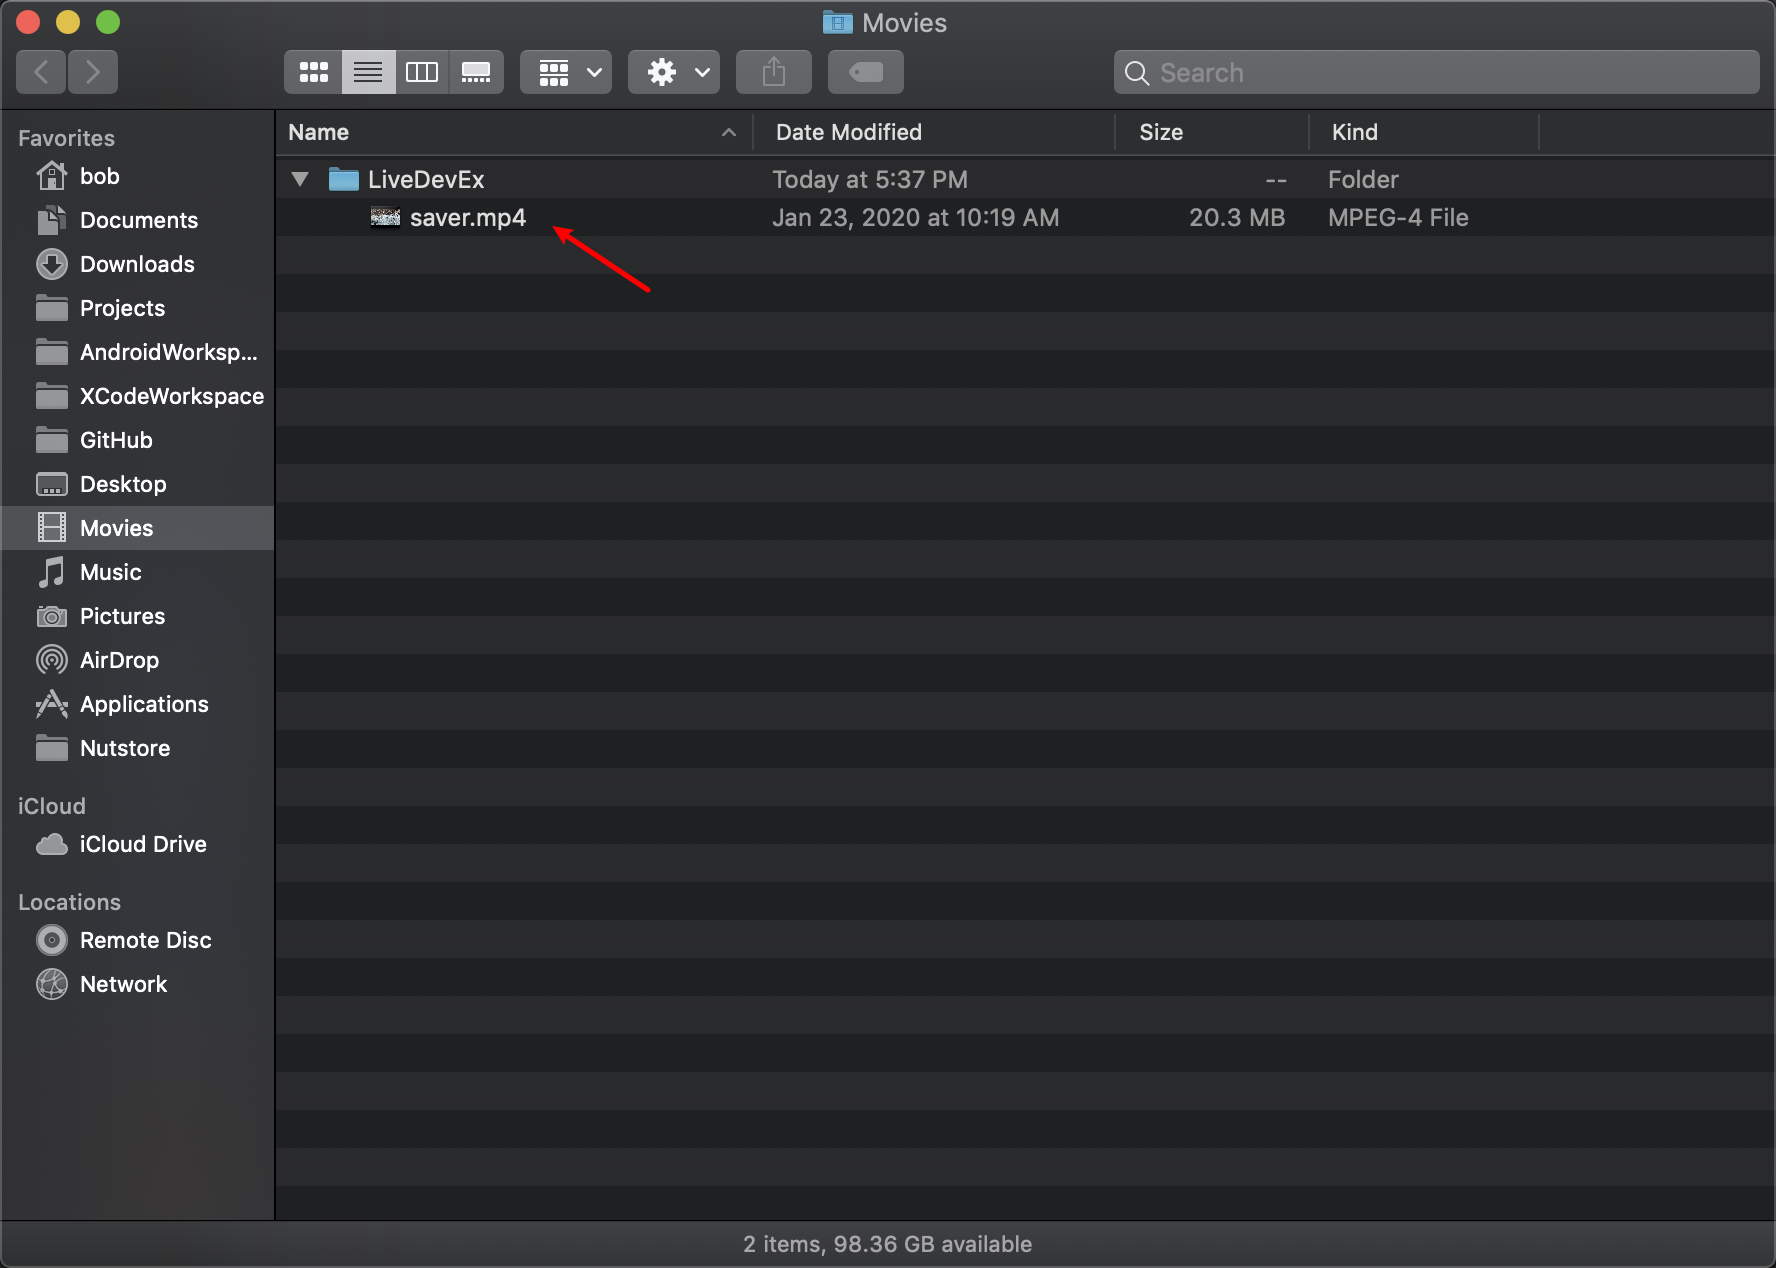 Movies
Search
Favorites
bob
Documents
Downloads
Projects
AndroidWorksp...
XCodeWorkspace
GitHub
Desktop
Movies
Music
Pictures
AirDrop
Applications
Nutstore
iCloud
iCloud Drive
Locations
Remote Disc
Network
Name Date Modified Size Kind
LiveDevEx Today at 5:37 PM -- Folder
saver.mp4 Jan 23, 2020 at 10:19 AM 20.3 MB MPEG-4 File
2 items, 98.36 GB available